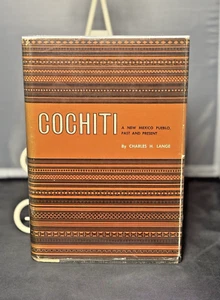 COCHITI
A NEW MEXICO PUEBLO,
PAST AND PRESENT
By CHARLES H. LANGE